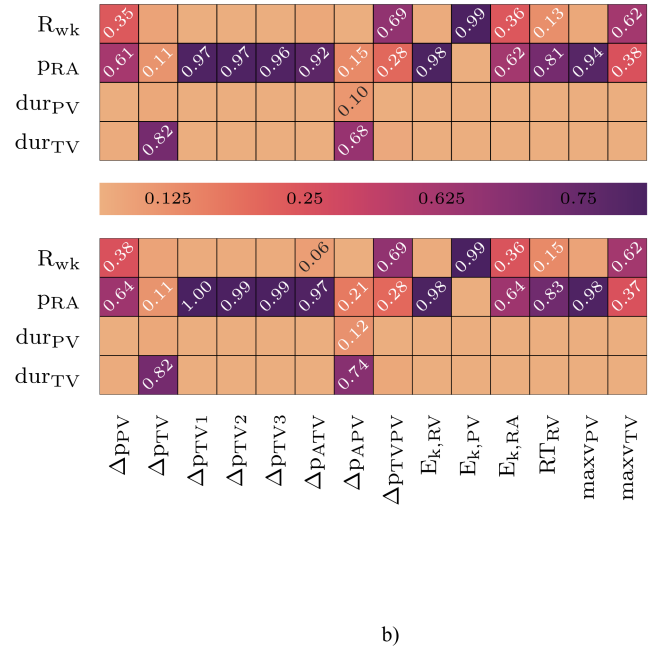 R_wk 0.35 0.69 0.99 0.36 0.13 0.62
p_RA 0.61 0.11 0.97 0.97 0.96 0.92 0.15 0.28 0.98 0.62 0.81 0.94 0.38
dur_PV 0.10
dur_TV 0.82 0.68
0.125 0.25 0.625 0.75
R_wk 0.38 0.06 0.69 0.99 0.36 0.15 0.62
p_RA 0.64 0.11 1.00 0.99 0.99 0.97 0.21 0.28 0.98 0.64 0.83 0.98 0.37
dur_PV 0.12
dur_TV 0.82 0.74
Δp_PV Δp_TV Δp_TV1 Δp_TV2 Δp_TV3 Δp_ATV Δp_APV Δp_TVPV E_k,RV E_k,PV E_k,RA RT_RV maxv_PV maxv_TV
b)